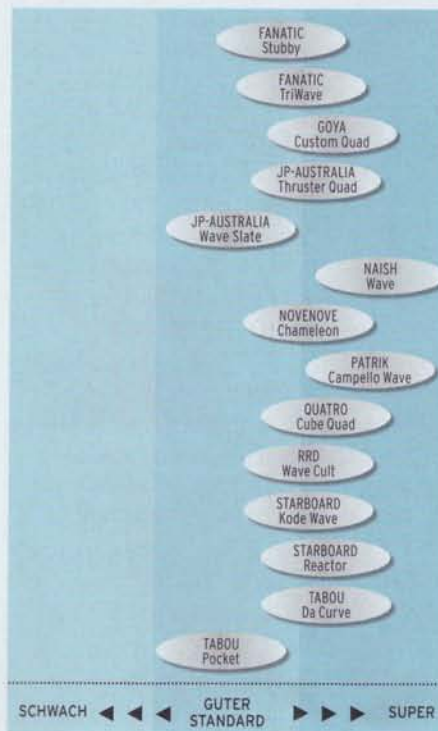 FANATIC
Stubby
FANATIC
TriWave
GOYA
Custom Quad
JP-AUSTRALIA
Thruster Quad
JP-AUSTRALIA
Wave Slate
NAISH
Wave
NOVENOVE
Chameleon
PATRIK
Campello Wave
QUATRO
Cube Quad
RRD
Wave Cult
STARBOARD
Kode Wave
STARBOARD
Reactor
TABOU
Da Curve
TABOU
Pocket
SCHWACH ◀ ◀ ◀ GUTER STANDARD ▶ ▶ ▶ SUPER